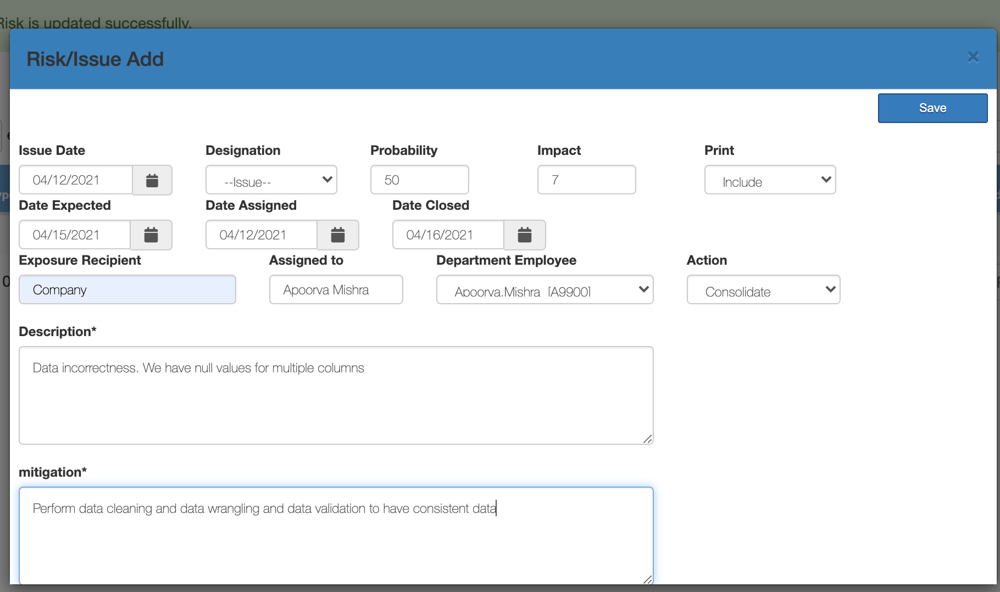 Risk is updated successfully.
Risk/Issue Add
×
Save
Issue Date Designation Probability Impact Print
04/12/2021 --Issue-- 50 7 Include
Date Expected Date Assigned Date Closed
04/15/2021 04/12/2021 04/16/2021
Exposure Recipient Assigned to Department Employee Action
Company Apoorva Mishra Apoorva.Mishra [A9900] Consolidate
Description*
Data incorrectness. We have null values for multiple columns
mitigation*
Perform data cleaning and data wrangling and data validation to have consistent data